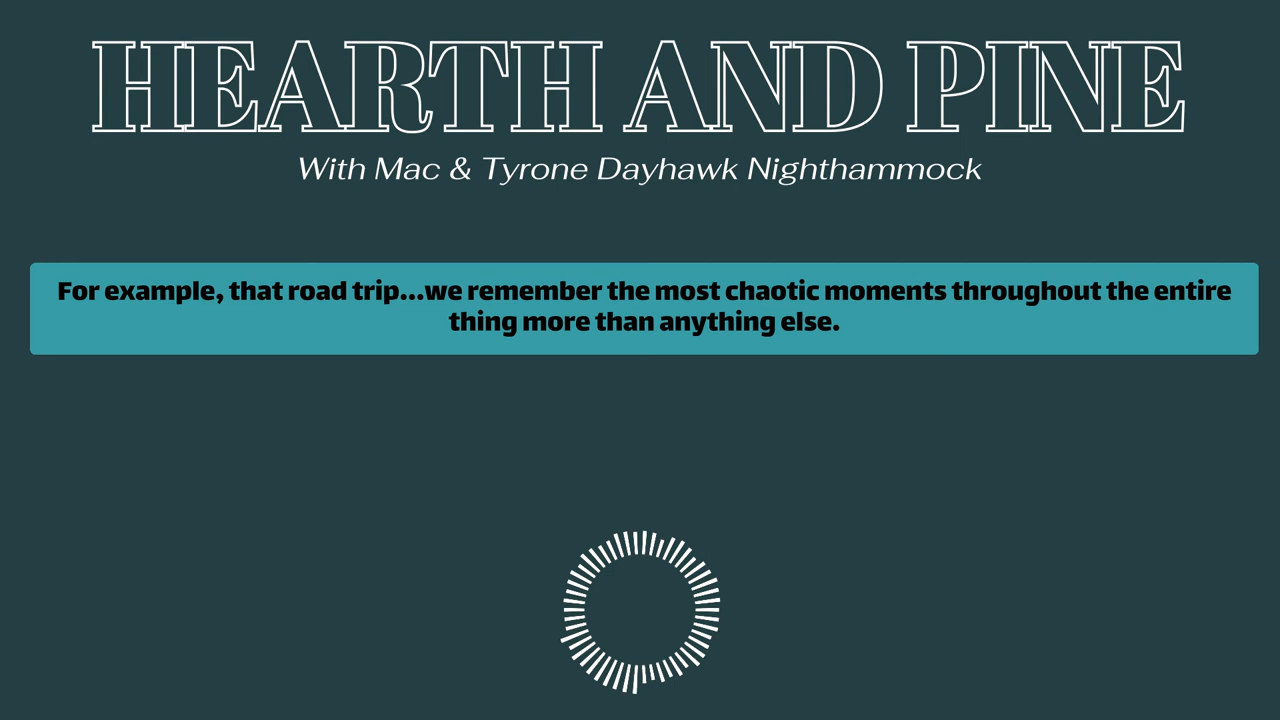 HEARTH AND PINE
With Mac & Tyrone Dayhawk Nighthammock
For example, that road trip...we remember the most chaotic moments throughout the entire
thing more than anything else.